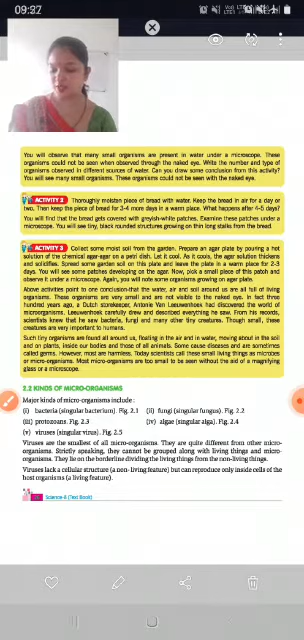 09:27
You will observe that many small organisms are present in water under a microscope. These
organisms could not be seen when observed through the naked eye. Write the number and type of
organisms observed in different sources of water. Can you draw some conclusion from this activity?
You will see many small organisms. These organisms could not be seen with the naked eye.
ACTIVITY 2 Thoroughly moisten piece of bread with water. Keep the bread in air for a day or
two. Then keep the piece of bread for 3-4 more days in a warm place. What happens after 4-5 days?
You will find that the bread gets covered with greyish-white patches. Examine these patches under a
microscope. You will see tiny, black rounded structures growing on long stalks from the bread.
ACTIVITY 3 Collect some moist soil from the garden. Prepare an agar plate by pouring a hot
solution of the chemical agar-agar on a petri dish. Let it cool. As it cools, the agar solution thickens
and solidifies. Spread some garden soil on this plate and leave the plate in a warm place for 2-3
days. You will see some patches developing on the agar. Now, pick a small piece of this patch and
observe it under a microscope. Again, you will note some organisms growing on agar plate.
Above activities point to one conclusion-that the water, air and soil around us are all full of living
organisms. These organisms are very small and are not visible to the naked eye. In fact three
hundred years ago, a Dutch storekeeper, Antonie Van Leeuwenhoek had discovered the world of
microorganisms. Leeuwenhoek carefully drew and described everything he saw. From his records,
scientists knew that he saw bacteria, fungi and many other tiny creatures. Though small, these
creatures are very important to humans.
Such tiny organisms are found all around us, floating in the air and in water, moving about in the soil
and on plants, inside our bodies and those of all animals. Some cause diseases and are sometimes
called germs. However, most are harmless. Today scientists call these small living things as microbes
or micro-organisms. Most micro-organisms are too small to be seen without the aid of a magnifying
glass or a microscope.
2.2 KINDS OF MICRO-ORGANISMS
Major kinds of micro-organisms include :
(i) bacteria (singular bacterium). Fig. 2.1 (ii) fungi (singular fungus). Fig. 2.2
(iii) protozoans. Fig. 2.3 (iv) algae (singular alga). Fig. 2.4
(v) viruses (singular virus). Fig. 2.5
Viruses are the smallest of all micro-organisms. They are quite different from other micro-
organisms. Strictly speaking, they cannot be grouped along with living things and micro-
organisms. They lie on the borderline dividing the living things from the non-living things.
Viruses lack a cellular structure (a non-living feature) but can reproduce only inside cells of the
host organisms (a living feature).
Science-8 (Text Book)